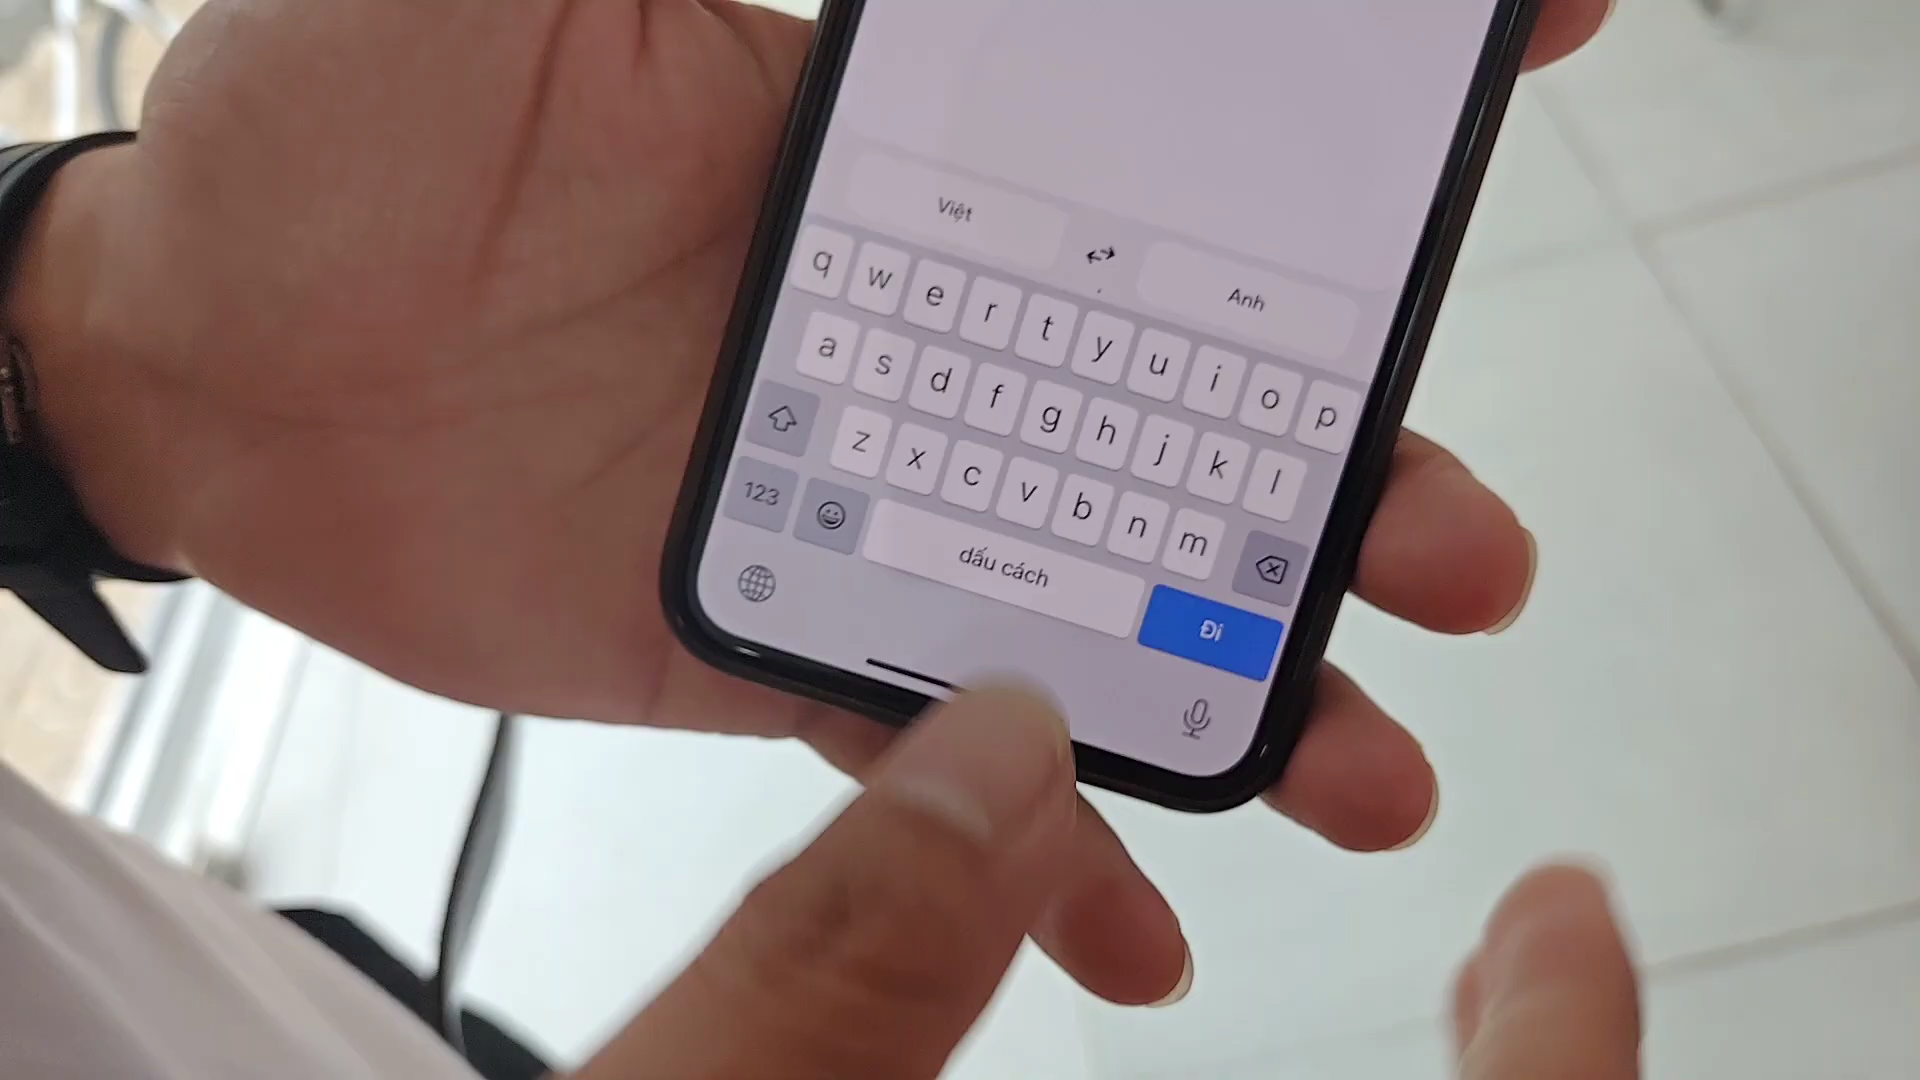 Việt
Anh
q w e r t y u i o p
a s d f g h j k l
z x c v b n m
123
dấu cách
Đi